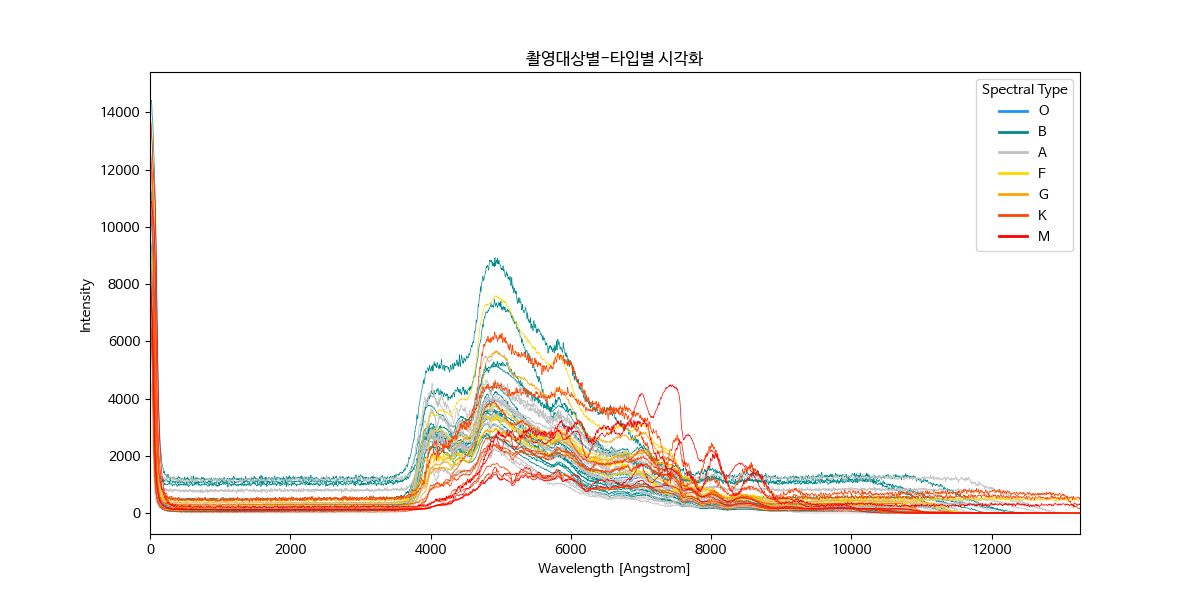 촬영대상별-타입별 시각화
Spectral Type
O
B
A
F
G
K
M
14000
12000
10000
8000
6000
4000
2000
0
Intensity
0 2000 4000 6000 8000 10000 12000
Wavelength [Angstrom]